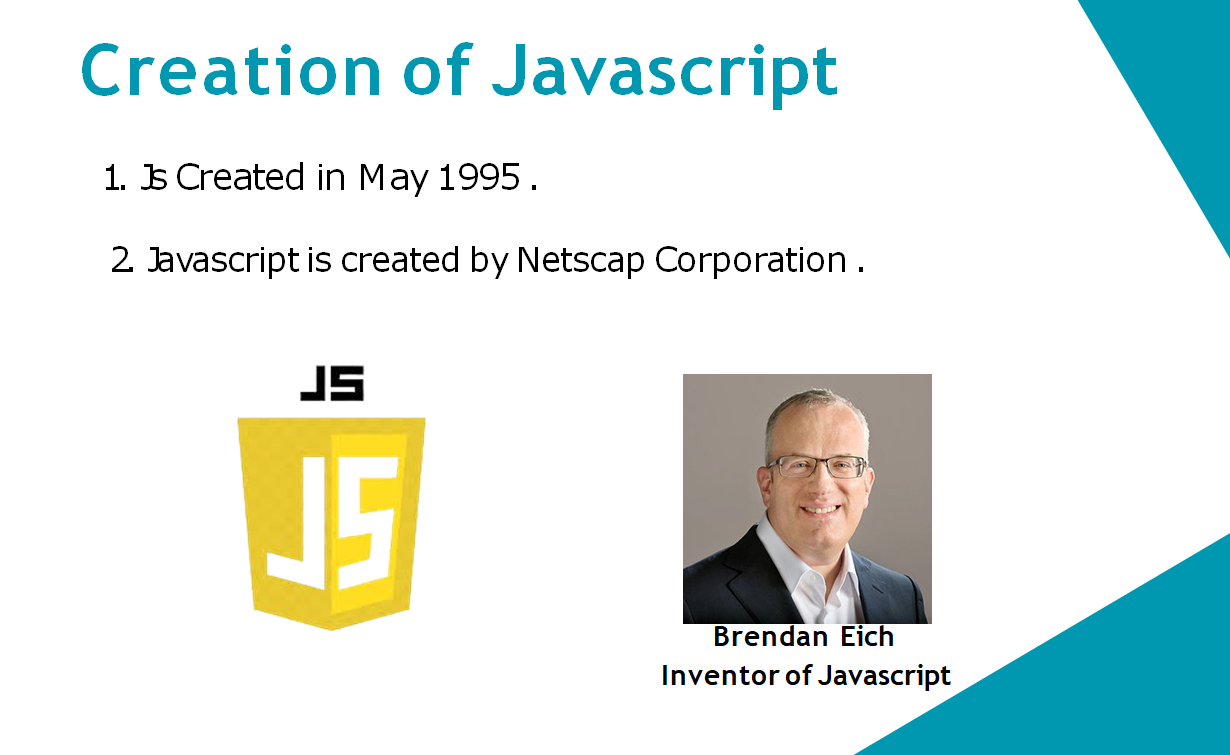 Creation of Javascript
1. Js Created in May 1995 .
2. Javascript is created by Netscap Corporation .
JS
JS
Brendan Eich
Inventor of Javascript